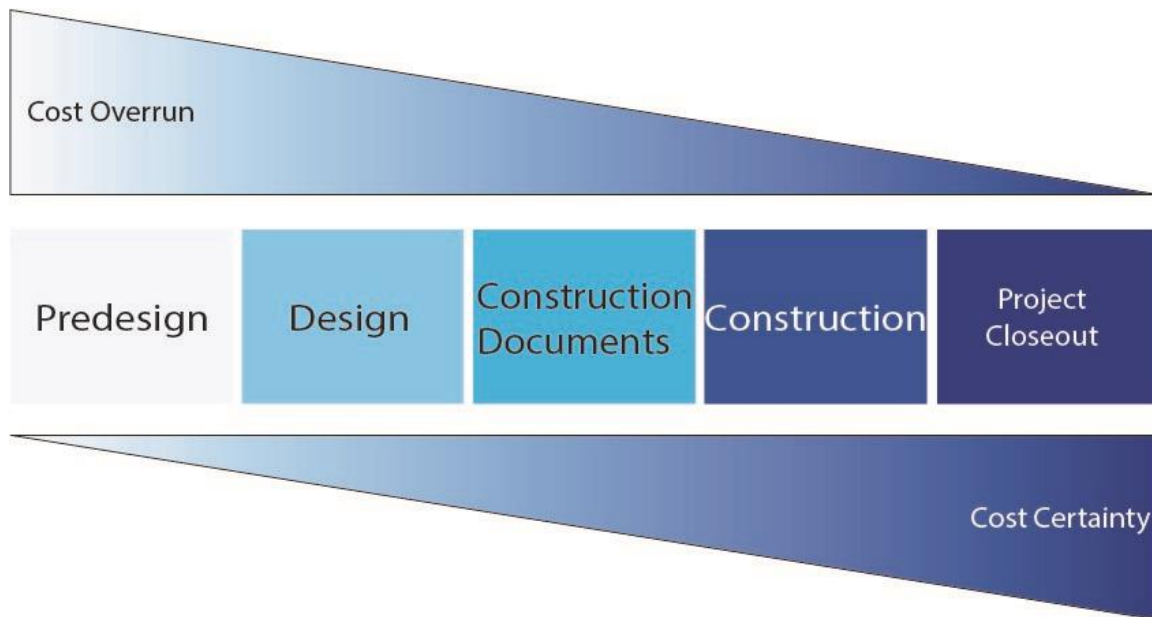 Cost Overrun
Predesign
Design
Construction
Documents
Construction
Project
Closeout
Cost Certainty